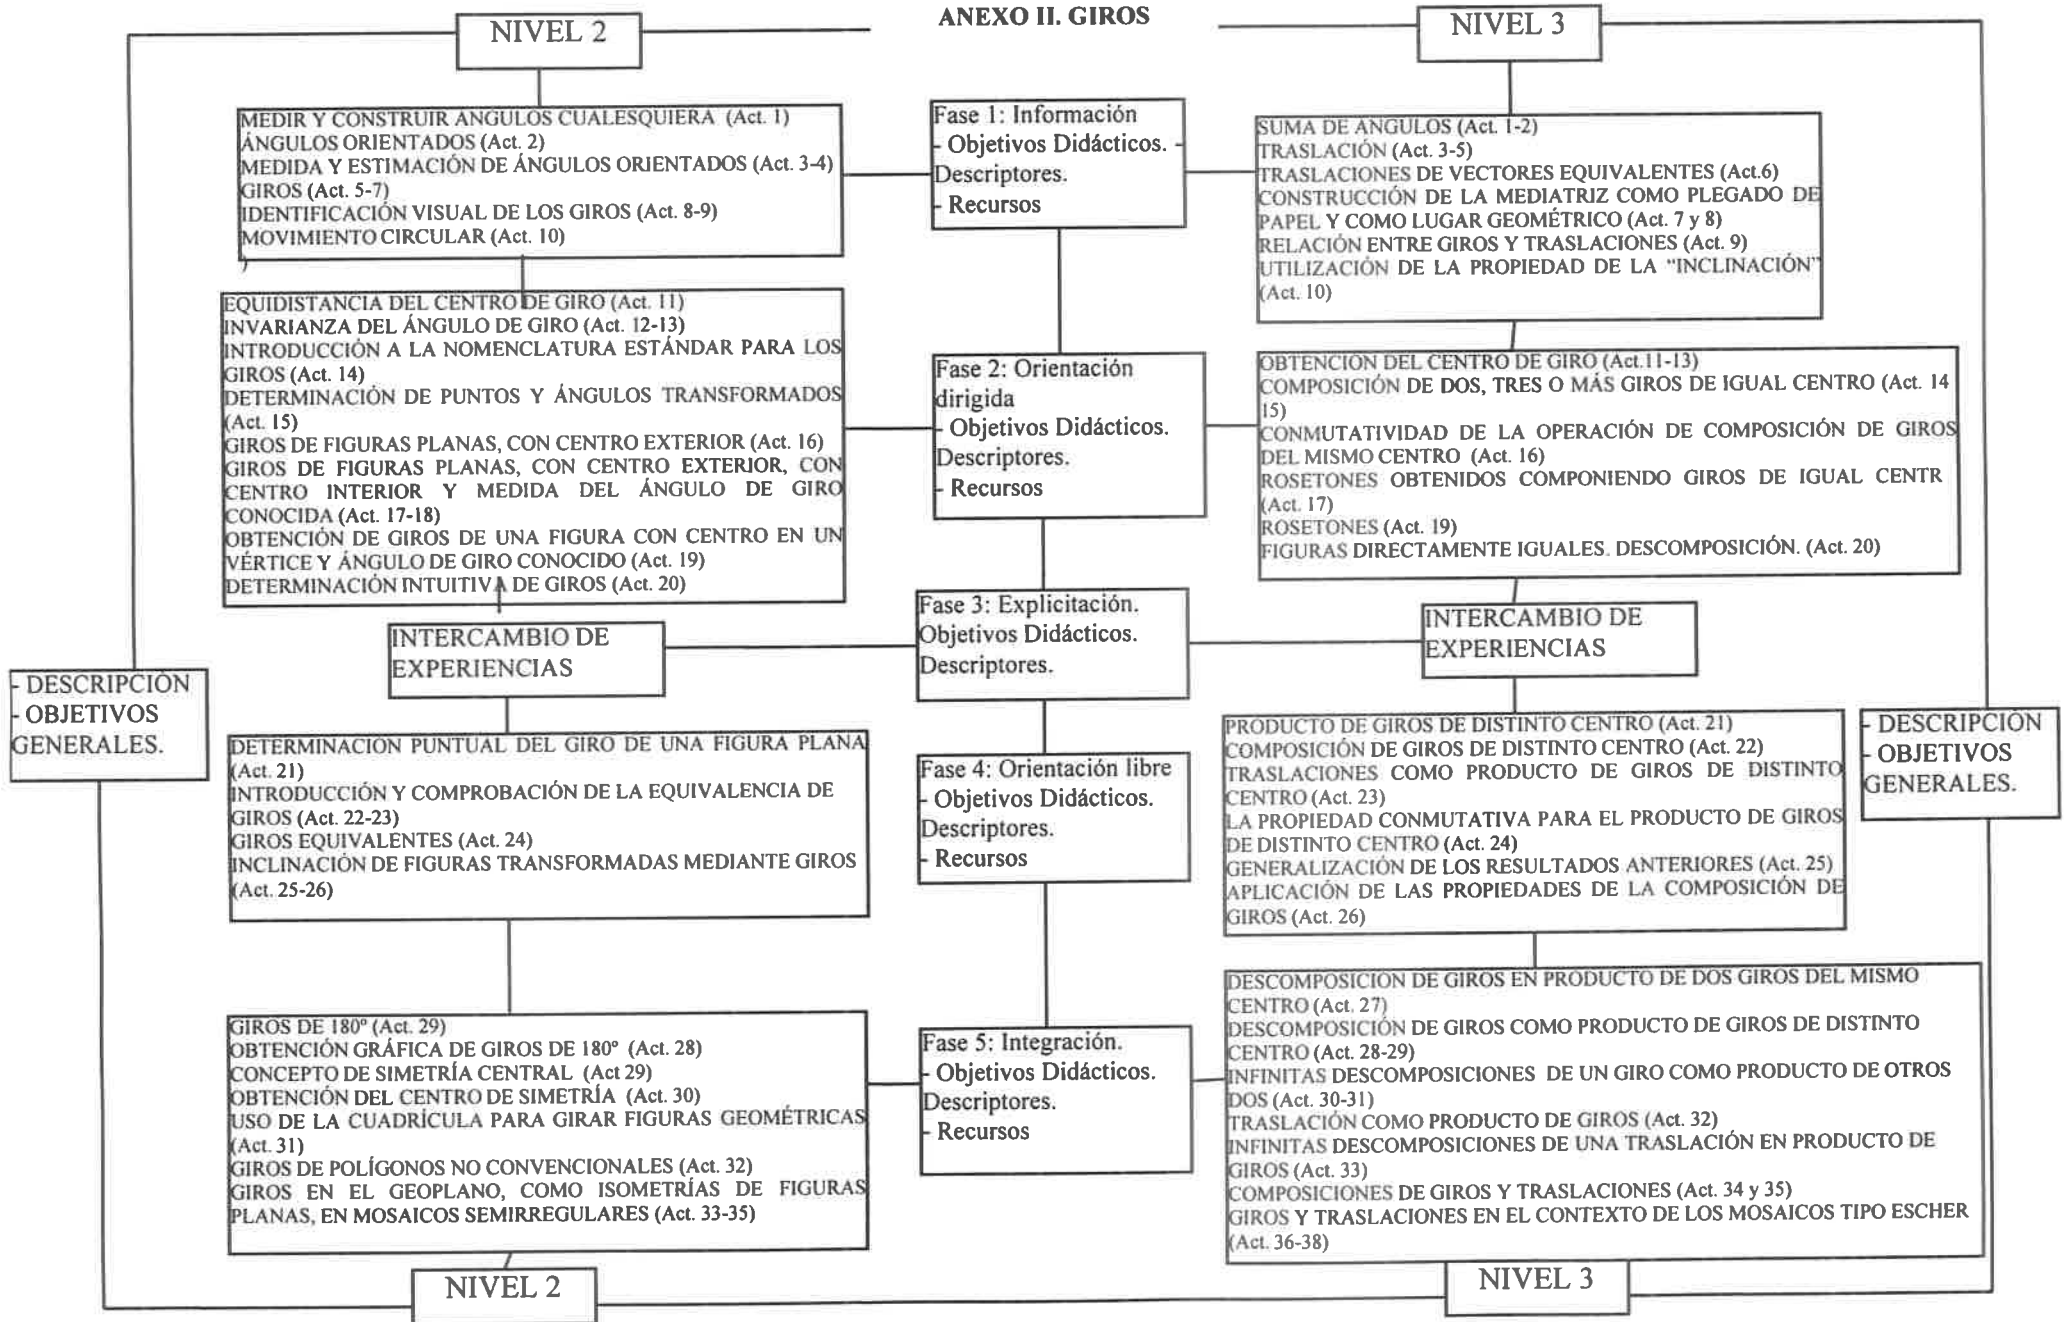 ANEXO II. GIROS
NIVEL 2
NIVEL 3
MEDIR Y CONSTRUIR ANGULOS CUALESQUIERA (Act. 1)
ÁNGULOS ORIENTADOS (Act. 2)
MEDIDA Y ESTIMACIÓN DE ÁNGULOS ORIENTADOS (Act. 3-4)
GIROS (Act. 5-7)
IDENTIFICACIÓN VISUAL DE LOS GIROS (Act. 8-9)
MOVIMIENTO CIRCULAR (Act. 10)
)
Fase 1: Información
- Objetivos Didácticos. -
Descriptores.
- Recursos
SUMA DE ANGULOS (Act. 1-2)
TRASLACIÓN (Act. 3-5)
TRASLACIONES DE VECTORES EQUIVALENTES (Act.6)
CONSTRUCCIÓN DE LA MEDIATRIZ COMO PLEGADO DE
PAPEL Y COMO LUGAR GEOMÉTRICO (Act. 7 y 8)
RELACIÓN ENTRE GIROS Y TRASLACIONES (Act. 9)
UTILIZACIÓN DE LA PROPIEDAD DE LA "INCLINACIÓN"
(Act. 10)
EQUIDISTANCIA DEL CENTRO DE GIRO (Act. 11)
INVARIANZA DEL ÁNGULO DE GIRO (Act. 12-13)
INTRODUCCIÓN A LA NOMENCLATURA ESTÁNDAR PARA LOS
GIROS (Act. 14)
DETERMINACIÓN DE PUNTOS Y ÁNGULOS TRANSFORMADOS
(Act. 15)
GIROS DE FIGURAS PLANAS, CON CENTRO EXTERIOR (Act. 16)
GIROS DE FIGURAS PLANAS, CON CENTRO EXTERIOR, CON
CENTRO INTERIOR Y MEDIDA DEL ÁNGULO DE GIRO
CONOCIDA (Act. 17-18)
OBTENCIÓN DE GIROS DE UNA FIGURA CON CENTRO EN UN
VÉRTICE Y ÁNGULO DE GIRO CONOCIDO (Act. 19)
DETERMINACIÓN INTUITIVA DE GIROS (Act. 20)
Fase 2: Orientación
dirigida
- Objetivos Didácticos.
Descriptores.
- Recursos
OBTENCION DEL CENTRO DE GIRO (Act.11-13)
COMPOSICIÓN DE DOS, TRES O MÁS GIROS DE IGUAL CENTRO (Act. 14
15)
CONMUTATIVIDAD DE LA OPERACIÓN DE COMPOSICIÓN DE GIROS
DEL MISMO CENTRO (Act. 16)
ROSETONES OBTENIDOS COMPONIENDO GIROS DE IGUAL CENTR
(Act. 17)
ROSETONES (Act. 19)
FIGURAS DIRECTAMENTE IGUALES. DESCOMPOSICIÓN. (Act. 20)
INTERCAMBIO DE
EXPERIENCIAS
Fase 3: Explicitación.
Objetivos Didácticos.
Descriptores.
INTERCAMBIO DE
EXPERIENCIAS
- DESCRIPCIÓN
- OBJETIVOS
GENERALES.
DETERMINACION PUNTUAL DEL GIRO DE UNA FIGURA PLANA
(Act. 21)
INTRODUCCIÓN Y COMPROBACIÓN DE LA EQUIVALENCIA DE
GIROS (Act. 22-23)
GIROS EQUIVALENTES (Act. 24)
INCLINACIÓN DE FIGURAS TRANSFORMADAS MEDIANTE GIROS
(Act. 25-26)
Fase 4: Orientación libre
- Objetivos Didácticos.
Descriptores.
- Recursos
PRODUCTO DE GIROS DE DISTINTO CENTRO (Act. 21)
COMPOSICIÓN DE GIROS DE DISTINTO CENTRO (Act. 22)
TRASLACIONES COMO PRODUCTO DE GIROS DE DISTINTO
CENTRO (Act. 23)
LA PROPIEDAD CONMUTATIVA PARA EL PRODUCTO DE GIROS
DE DISTINTO CENTRO (Act. 24)
GENERALIZACIÓN DE LOS RESULTADOS ANTERIORES (Act. 25)
APLICACIÓN DE LAS PROPIEDADES DE LA COMPOSICIÓN DE
GIROS (Act. 26)
- DESCRIPCIÓN
- OBJETIVOS
GENERALES.
GIROS DE 180º (Act. 29)
OBTENCIÓN GRÁFICA DE GIROS DE 180º (Act. 28)
CONCEPTO DE SIMETRÍA CENTRAL (Act 29)
OBTENCIÓN DEL CENTRO DE SIMETRÍA (Act. 30)
USO DE LA CUADRÍCULA PARA GIRAR FIGURAS GEOMÉTRICAS
(Act. 31)
GIROS DE POLÍGONOS NO CONVENCIONALES (Act. 32)
GIROS EN EL GEOPLANO, COMO ISOMETRÍAS DE FIGURAS
PLANAS, EN MOSAICOS SEMIRREGULARES (Act. 33-35)
Fase 5: Integración.
- Objetivos Didácticos.
Descriptores.
- Recursos
DESCOMPOSICION DE GIROS EN PRODUCTO DE DOS GIROS DEL MISMO
CENTRO (Act. 27)
DESCOMPOSICIÓN DE GIROS COMO PRODUCTO DE GIROS DE DISTINTO
CENTRO (Act. 28-29)
INFINITAS DESCOMPOSICIONES DE UN GIRO COMO PRODUCTO DE OTROS
DOS (Act. 30-31)
TRASLACIÓN COMO PRODUCTO DE GIROS (Act. 32)
INFINITAS DESCOMPOSICIONES DE UNA TRASLACIÓN EN PRODUCTO DE
GIROS (Act. 33)
COMPOSICIONES DE GIROS Y TRASLACIONES (Act. 34 y 35)
GIROS Y TRASLACIONES EN EL CONTEXTO DE LOS MOSAICOS TIPO ESCHER
(Act. 36-38)
NIVEL 2
NIVEL 3